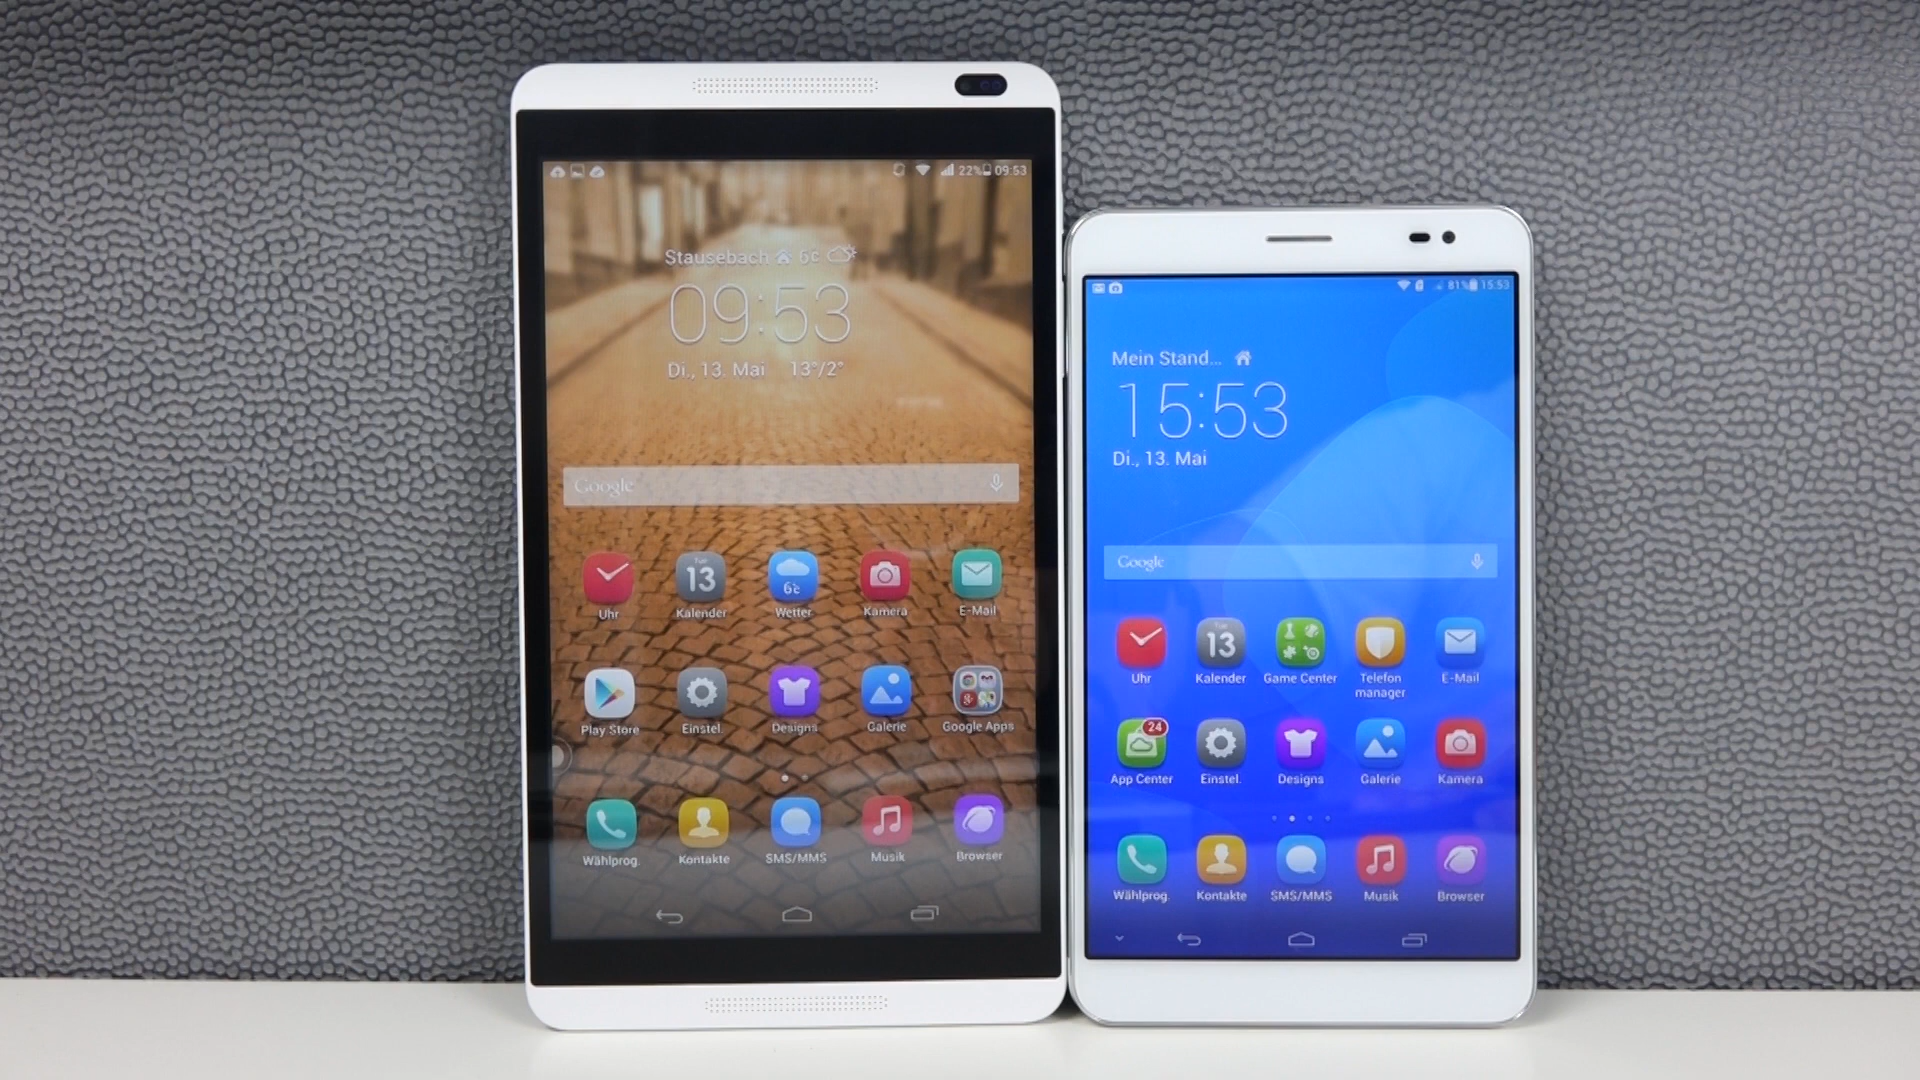 22% 09:53
Stausebach 6c
09:53
Di., 13. Mai 13°/2°
Google
Tue
13
6c
Uhr Kalender Wetter Kamera E-Mail
Play Store Einstel. Designs Galerie Google Apps
Wählprog. Kontakte SMS/MMS Musik Browser
81% 15:53
Mein Stand...
15:53
Di., 13. Mai
Google
Tue
13
Uhr Kalender Game Center Telefon E-Mail
manager
24
App Center Einstel. Designs Galerie Kamera
Wählprog. Kontakte SMS/MMS Musik Browser